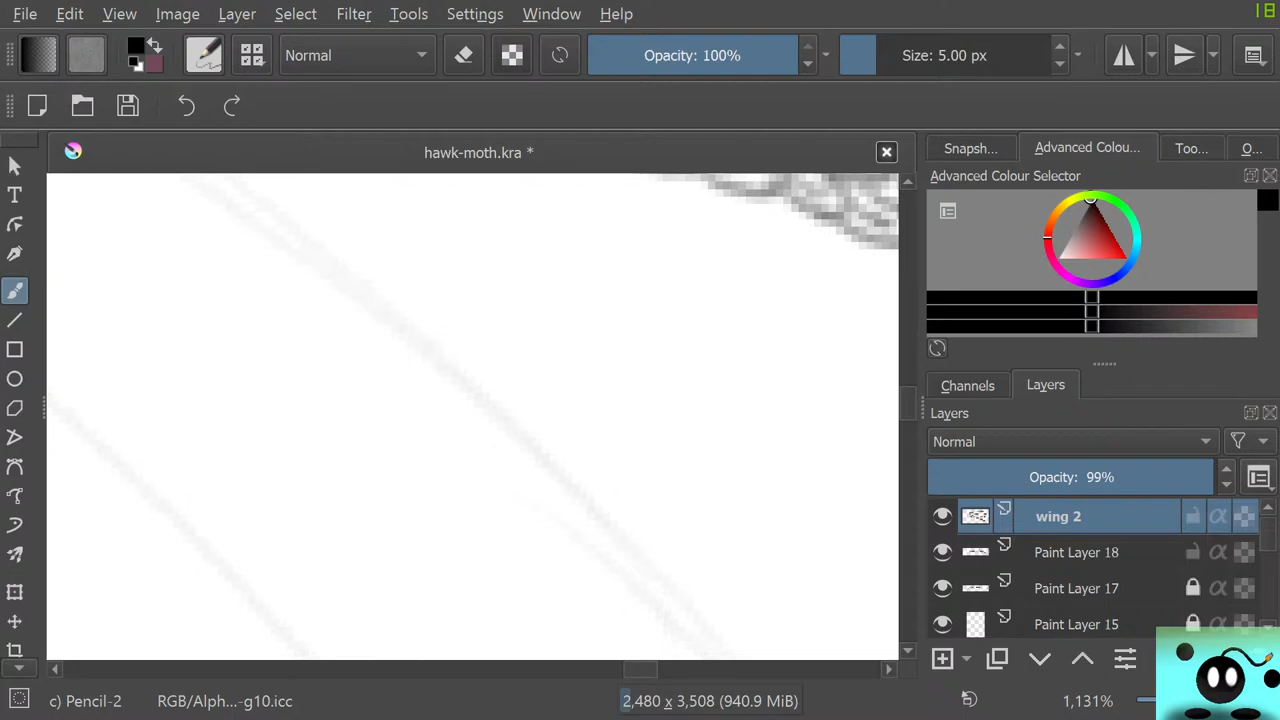 File Edit View Image Layer Select Filter Tools Settings Window Help
18
Normal
Opacity: 100%
Size: 5.00 px
hawk-moth.kra *
Snapsh...
Advanced Colou...
Too...
O...
Advanced Colour Selector
Channels
Layers
Layers
Normal
Opacity: 99%
wing 2
Paint Layer 18
Paint Layer 17
Paint Layer 15
c) Pencil-2
RGB/Alph...-g10.icc
2,480 x 3,508 (940.9 MiB)
1,131%